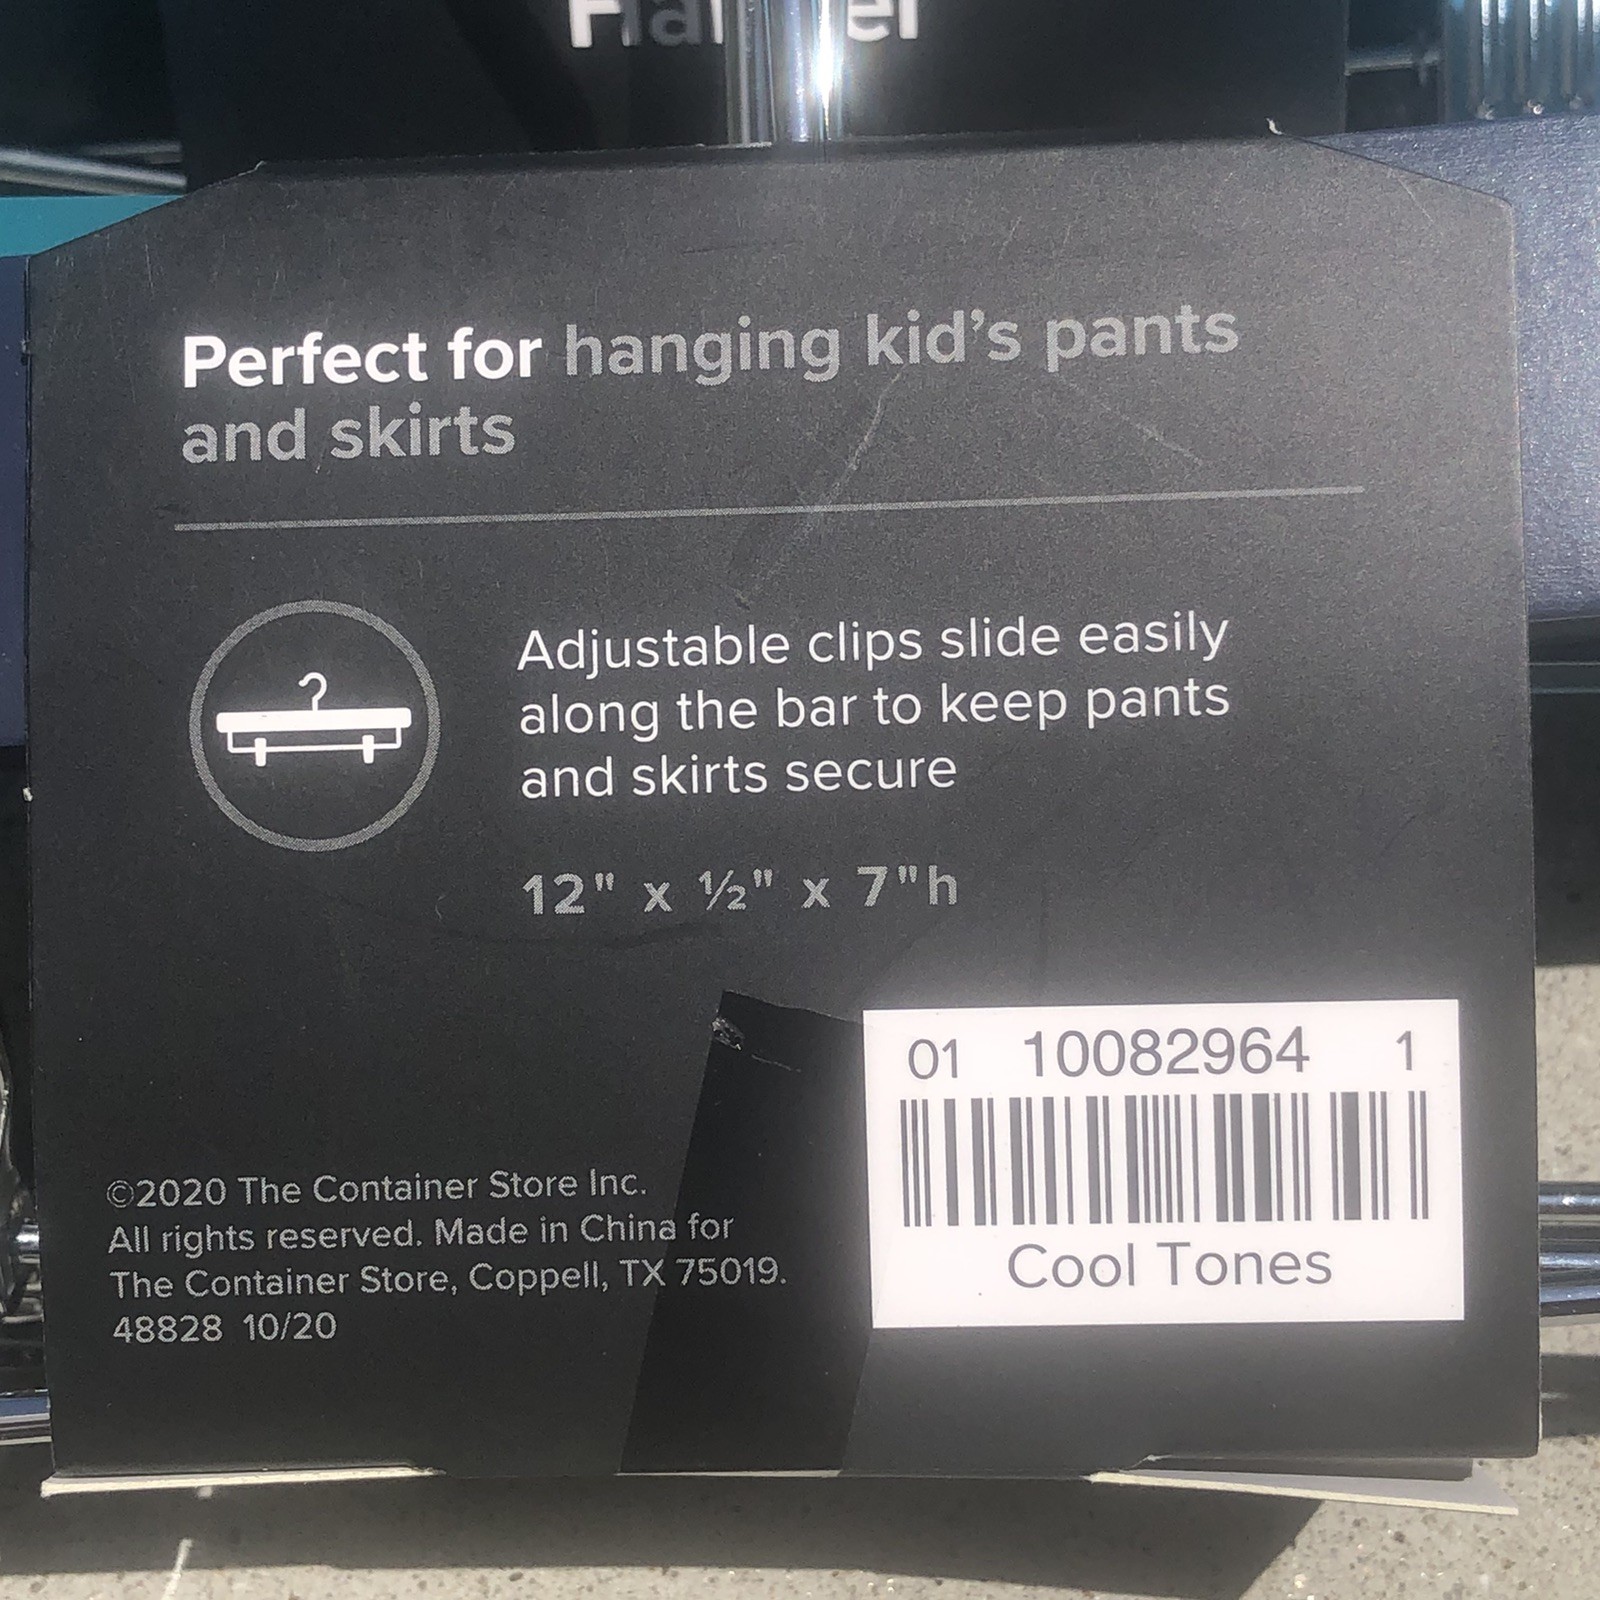 Perfect for hanging kid's pants
and skirts
Adjustable clips slide easily
along the bar to keep pants
and skirts secure
12" x ½" x 7"h
01 10082964 1
Cool Tones
©2020 The Container Store Inc.
All rights reserved. Made in China for
The Container Store, Coppell, TX 75019.
48828 10/20